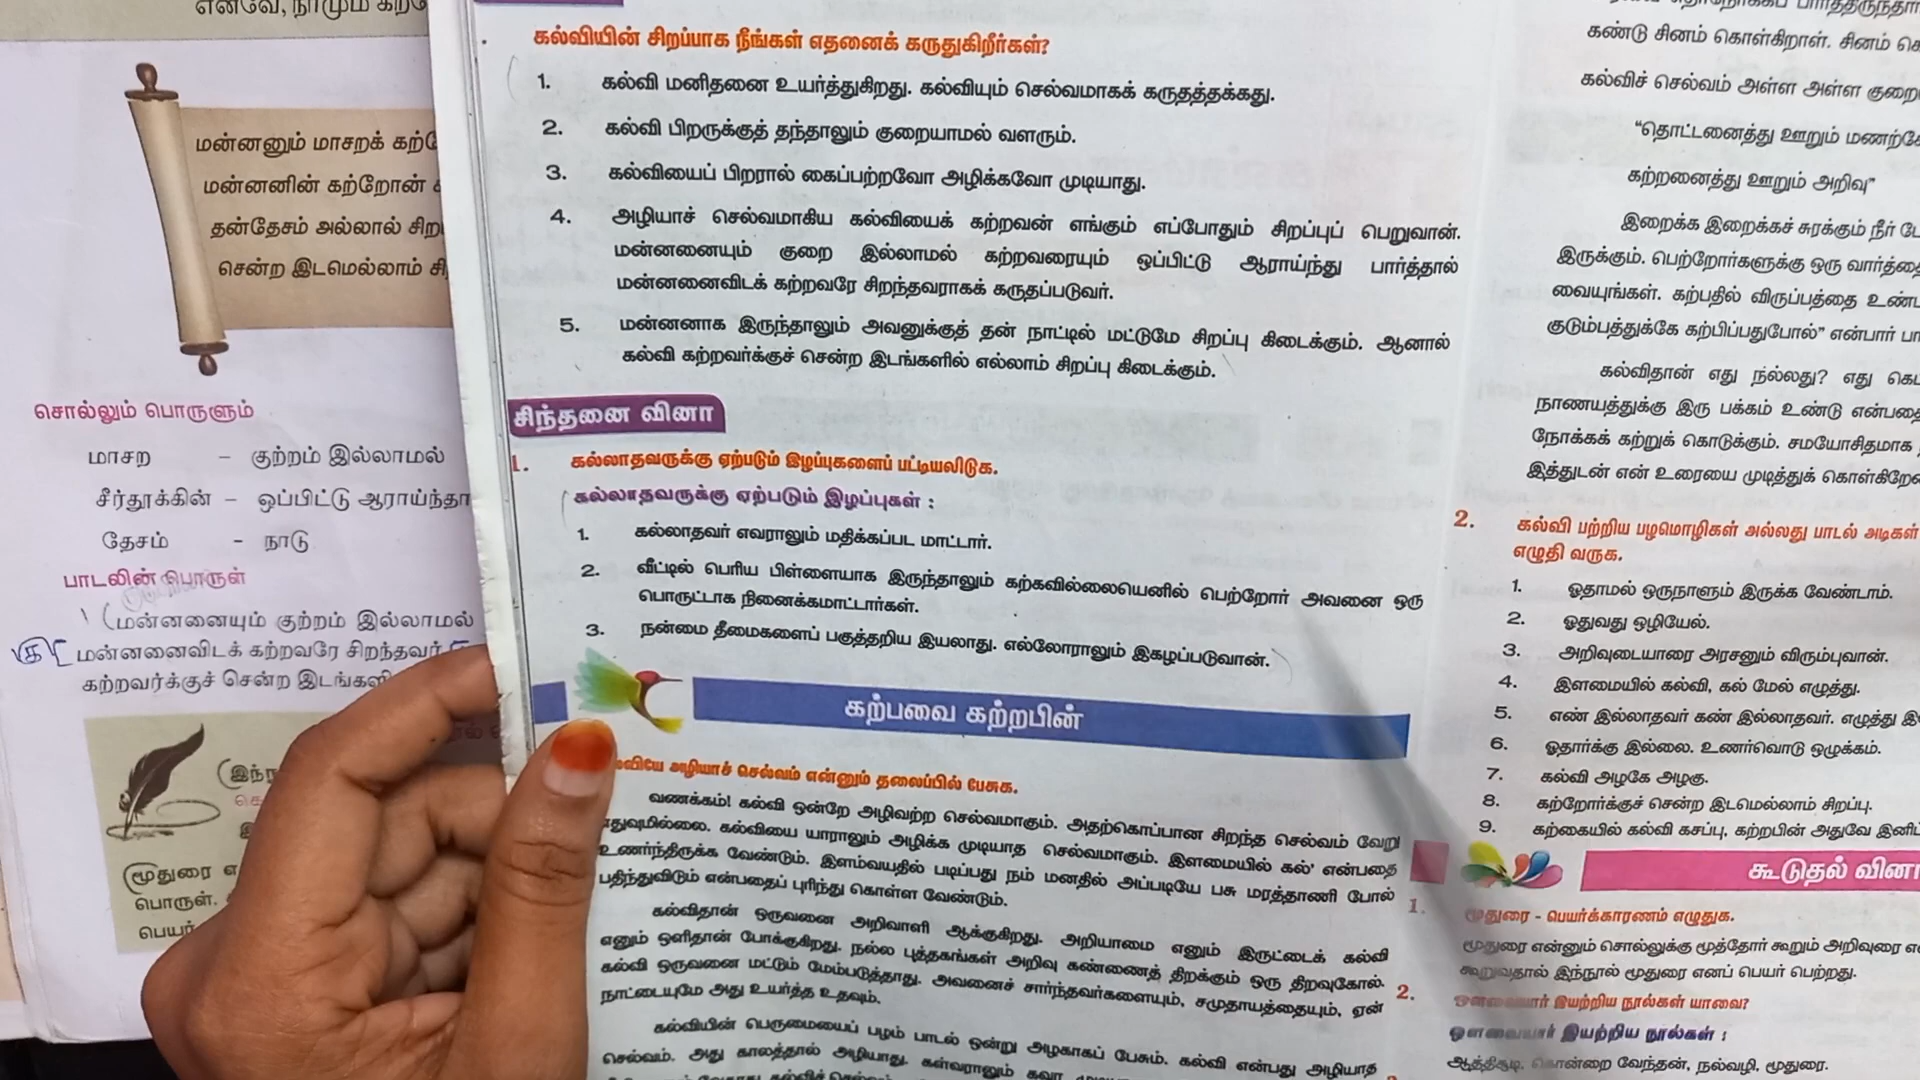 எனவே, நாமும்
மன்னனும் மாசறக்
மன்னனின் கற்றோன்
தன்தேசம் அல்லால்
சென்ற இடமெல்லாம்
சொல்லும் பொருளும்
மாசற – குற்றம் இல்லாமல்
சீர்தூக்கின் – ஒப்பிட்டு
தேசம் - நாடு
பாடலின் பொருள்
(மன்னனையும் குற்றம் இல்லாமல்
மன்னனைவிடக் கற்றவரே சிறந்தவர்
கற்றவர்க்குச் சென்ற
மூதுரை
பொருள்.
கல்வியின் சிறப்பாக நீங்கள் எதனைக் கருதுகிறீர்கள்?
1. கல்வி மனிதனை உயர்த்துகிறது. கல்வியும் செல்வமாகக் கருதத்தக்கது.
2. கல்வி பிறருக்குத் தந்தாலும் குறையாமல் வளரும்.
3. கல்வியைப் பிறரால் கைப்பற்றவோ அழிக்கவோ முடியாது.
4. அழியாச் செல்வமாகிய கல்வியைக் கற்றவன் எங்கும் எப்போதும் சிறப்புப் பெறுவான்.
மன்னனையும் குறை இல்லாமல் கற்றவரையும் ஒப்பிட்டு ஆராய்ந்து பார்த்தால்
மன்னனைவிடக் கற்றவரே சிறந்தவராகக் கருதப்படுவர்.
5. மன்னனாக இருந்தாலும் அவனுக்குத் தன் நாட்டில் மட்டுமே சிறப்பு கிடைக்கும். ஆனால்
கல்வி கற்றவர்க்குச் சென்ற இடங்களில் எல்லாம் சிறப்பு கிடைக்கும்.
சிந்தனை வினா
1. கல்லாதவருக்கு ஏற்படும் இழப்புகளைப் பட்டியலிடுக.
கல்லாதவருக்கு ஏற்படும் இழப்புகள் :
1. கல்லாதவர் எவராலும் மதிக்கப்பட மாட்டார்.
2. வீட்டில் பெரிய பிள்ளையாக இருந்தாலும் கற்கவில்லையெனில் பெற்றோர் அவனை ஒரு
பொருட்டாக நினைக்கமாட்டார்கள்.
3. நன்மை தீமைகளைப் பகுத்தறிய இயலாது. எல்லோராலும் இகழப்படுவான்.
கற்பவை கற்றபின்
அழியாச் செல்வம் என்னும் தலைப்பில் பேசுக.
வணக்கம்! கல்வி ஒன்றே அழிவற்ற செல்வமாகும். அதற்கொப்பான சிறந்த செல்வம் வேறு
கல்வியை யாராலும் அழிக்க முடியாத செல்வமாகும். இளமையில் கல்' என்பதை
உணர்ந்திருக்க வேண்டும். இளம்வயதில் படிப்பது நம் மனதில் அப்படியே பசு மரத்தாணி போல்
பதிந்துவிடும் என்பதைப் புரிந்து கொள்ள வேண்டும்.
கல்விதான் ஒருவனை அறிவாளி ஆக்குகிறது. அறியாமை எனும் இருட்டைக் கல்வி
எனும் ஒளிதான் போக்குகிறது. நல்ல புத்தகங்கள் அறிவு கண்ணைத் திறக்கும் ஒரு திறவுகோல்.
கல்வி ஒருவனை மட்டும் மேம்படுத்தாது. அவனைச் சார்ந்தவர்களையும், சமுதாயத்தையும், ஏன்
நாட்டையுமே அது உயர்த்த உதவும்.
கல்வியின் பெருமையைப் பழம் பாடல் ஒன்று அழகாகப் பேசும். கல்வி என்பது அழியாத
செல்வம். அது காலத்தால் அழியாது. கள்வராலும்
கண்டு சினம் கொள்கிறாள். சினம்
கல்விச் செல்வம் அள்ள அள்ள
"தொட்டனைத்து ஊறும்
கற்றனைத்து ஊறும் அறிவு"
இறைக்க இறைக்கச் சுரக்கும் நீர்
இருக்கும். பெற்றோர்களுக்கு ஒரு
வையுங்கள். கற்பதில் விருப்பத்தை
குடும்பத்துக்கே கற்பிப்பதுபோல்” என்பார்
கல்விதான் எது நல்லது? எது
நாணயத்துக்கு இரு பக்கம் உண்டு
நோக்கக் கற்றுக் கொடுக்கும். சமயோசிதமாக
இத்துடன் என் உரையை முடித்துக்
2. கல்வி பற்றிய பழமொழிகள் அல்லது பாடல் அடிகள்
எழுதி வருக.
1. ஓதாமல் ஒருநாளும் இருக்க வேண்டாம்.
2. ஓதுவது ஒழியேல்.
3. அறிவுடையாரை அரசனும் விரும்புவான்.
4. இளமையில் கல்வி, கல் மேல் எழுத்து.
5. எண் இல்லாதவர் கண் இல்லாதவர். எழுத்து
6. ஓதார்க்கு இல்லை. உணர்வொடு ஒழுக்கம்.
7. கல்வி அழகே அழகு.
8. கற்றோர்க்குச் சென்ற இடமெல்லாம் சிறப்பு.
9. கற்கையில் கல்வி கசப்பு, கற்றபின் அதுவே
கூடுதல்
1. மூதுரை - பெயர்க்காரணம் எழுதுக.
மூதுரை என்னும் சொல்லுக்கு மூத்தோர் கூறும் அறிவுரை
கூறுவதால் இந்நூல் மூதுரை எனப் பெயர் பெற்றது.
2. ஔவையார் இயற்றிய நூல்கள் யாவை?
ஔவையார் இயற்றிய நூல்கள் :
ஆத்திசூடி, கொன்றை வேந்தன், நல்வழி, மூதுரை.